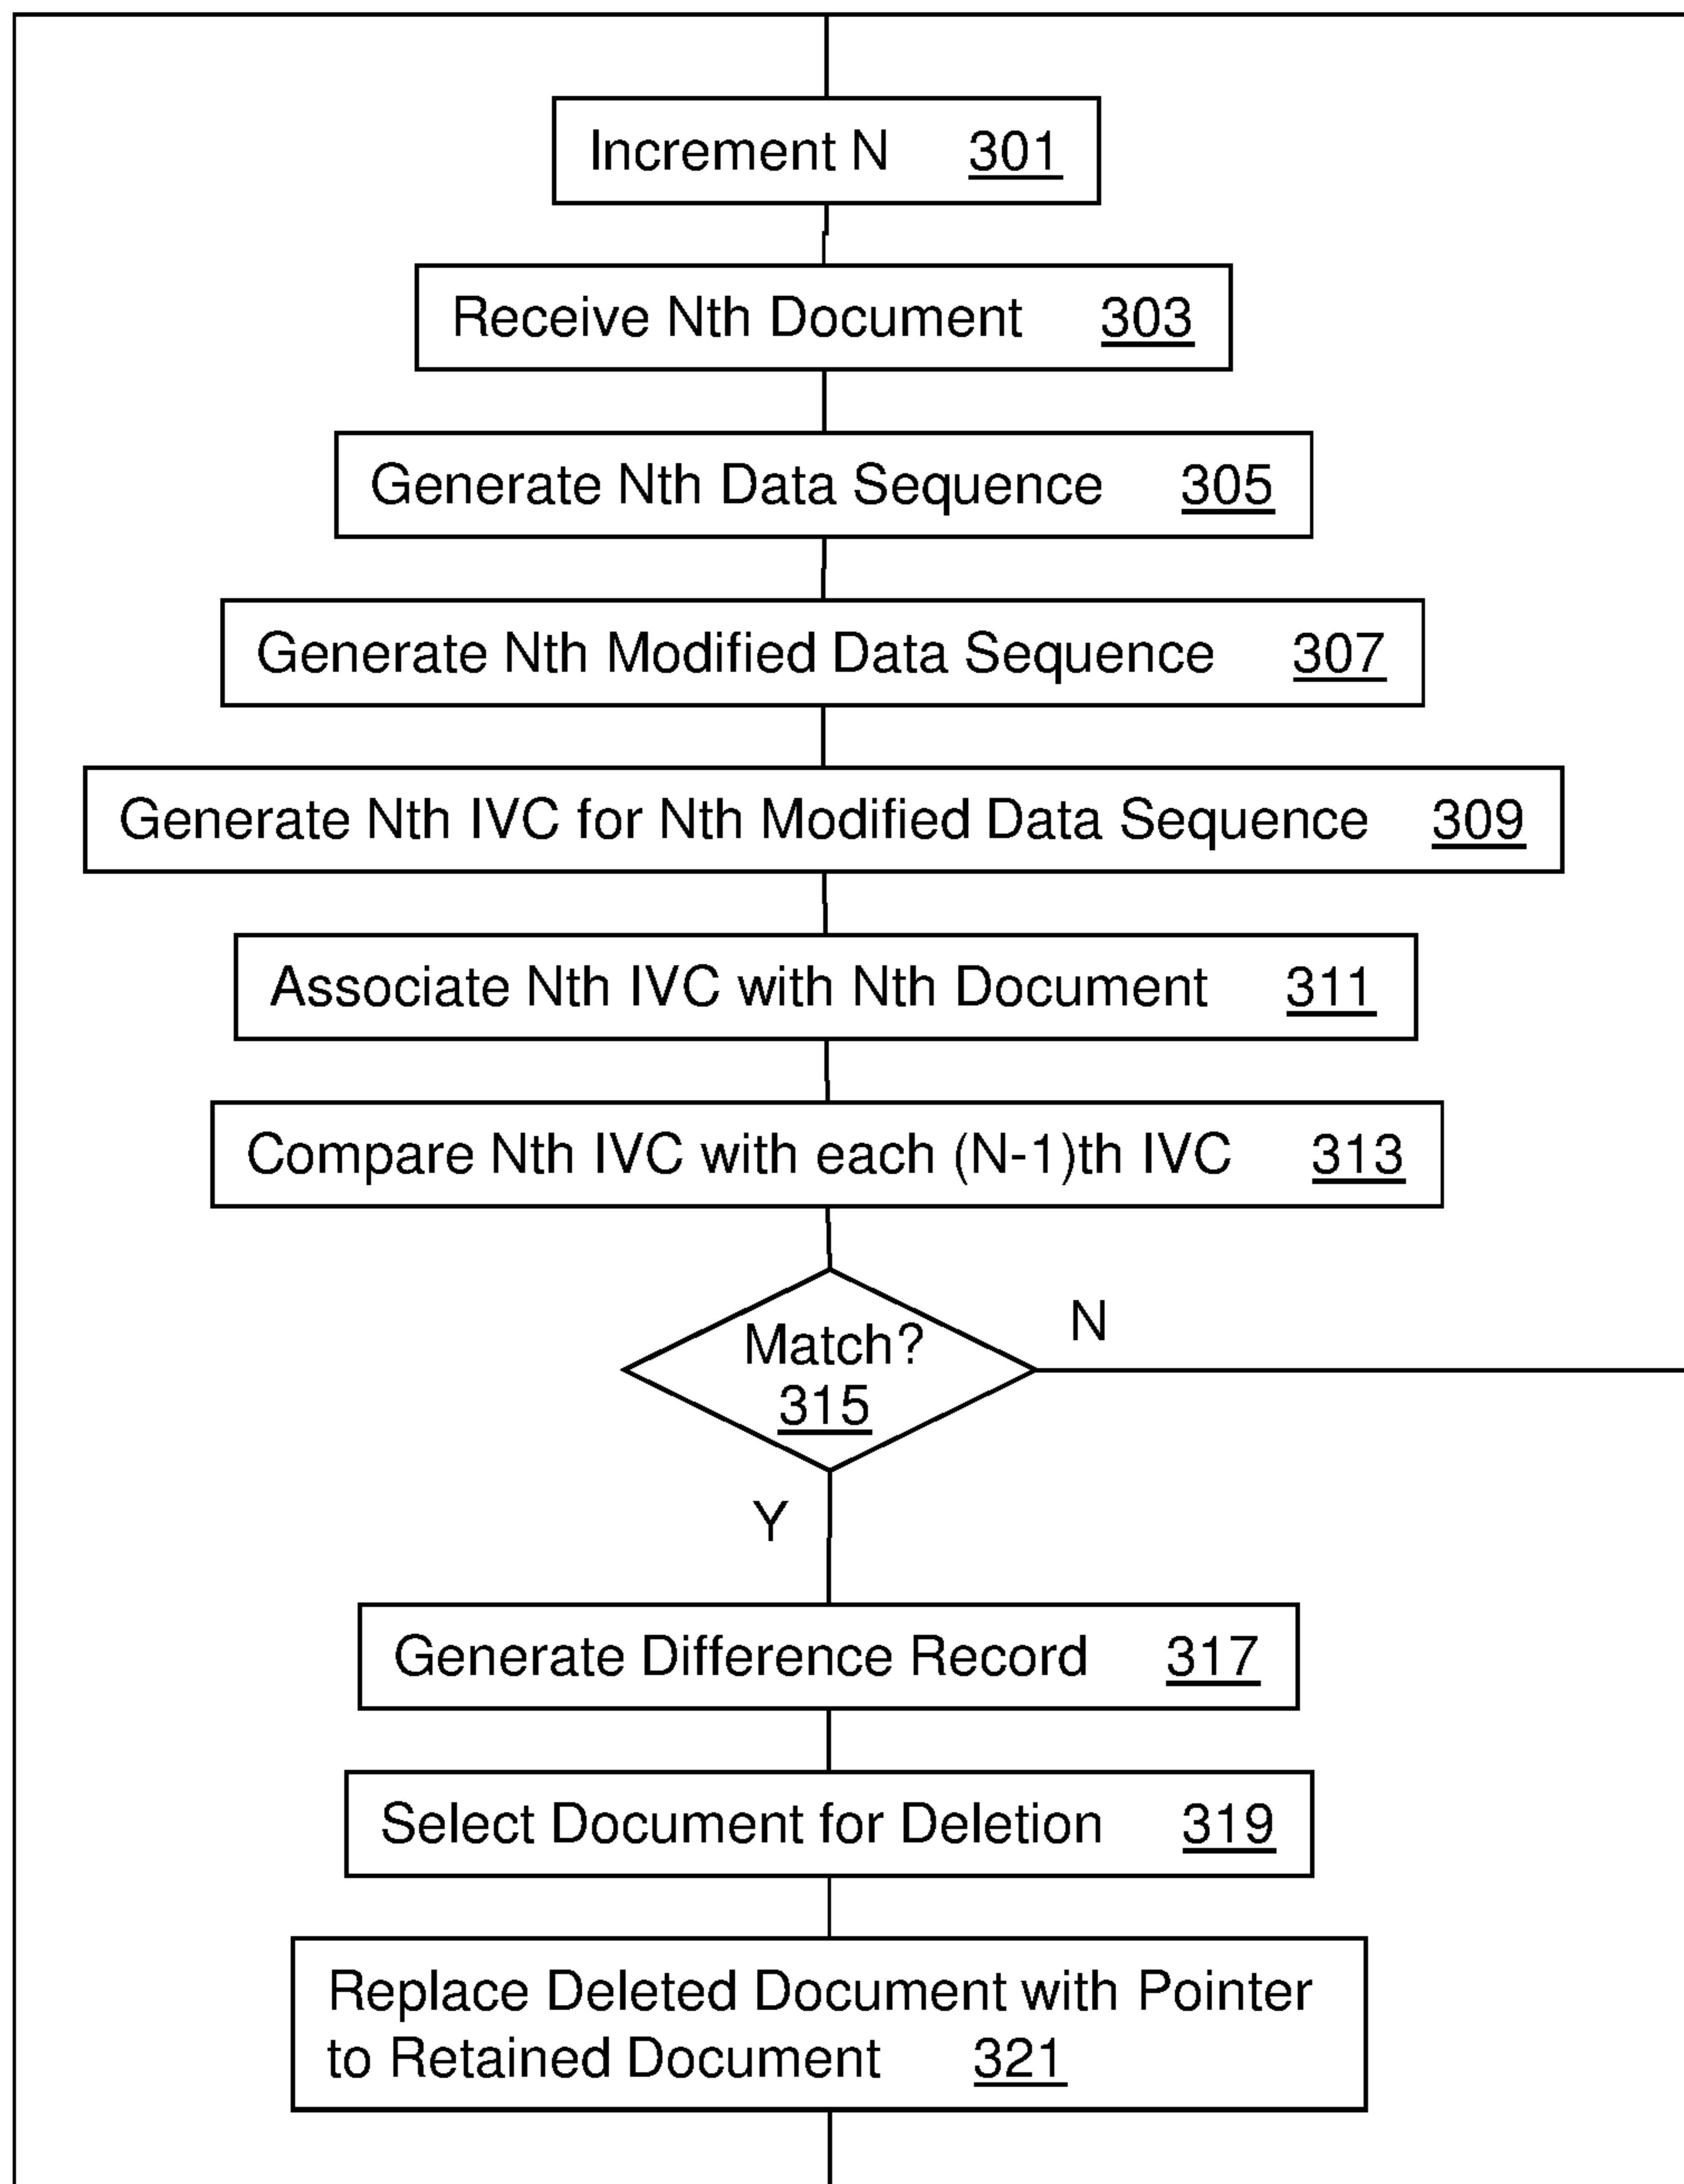 Increment N 301
Receive Nth Document 303
Generate Nth Data Sequence 305
Generate Nth Modified Data Sequence 307
Generate Nth IVC for Nth Modified Data Sequence 309
Associate Nth IVC with Nth Document 311
Compare Nth IVC with each (N-1)th IVC 313
N
Match?
315
Y
Generate Difference Record 317
Select Document for Deletion 319
Replace Deleted Document with Pointer
to Retained Document 321